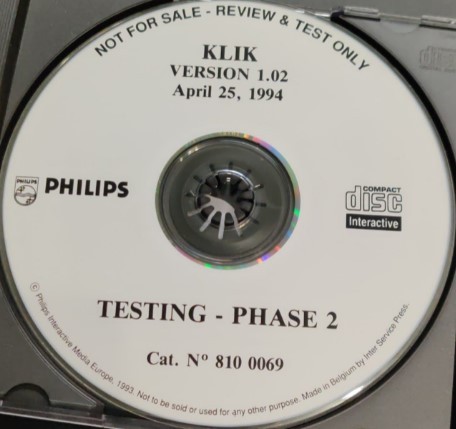 NOT FOR SALE - REVIEW & TEST ONLY
KLIK
VERSION 1.02
April 25, 1994
PHILIPS
PHILIPS
COMPACT
disc
Interactive
TESTING - PHASE 2
Cat. Nº 810 0069
© Philips Interactive Media Europe, 1993. Not to be sold or used for any other purpose. Made in Belgium by Inter Service Press.